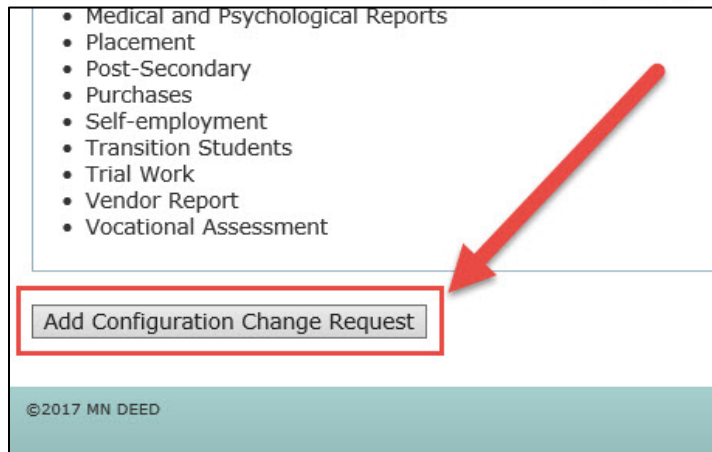 Medical and Psychological Reports
Placement
Post-Secondary
Purchases
Self-employment
Transition Students
Trial Work
Vendor Report
Vocational Assessment
Add Configuration Change Request
©2017 MN DEED